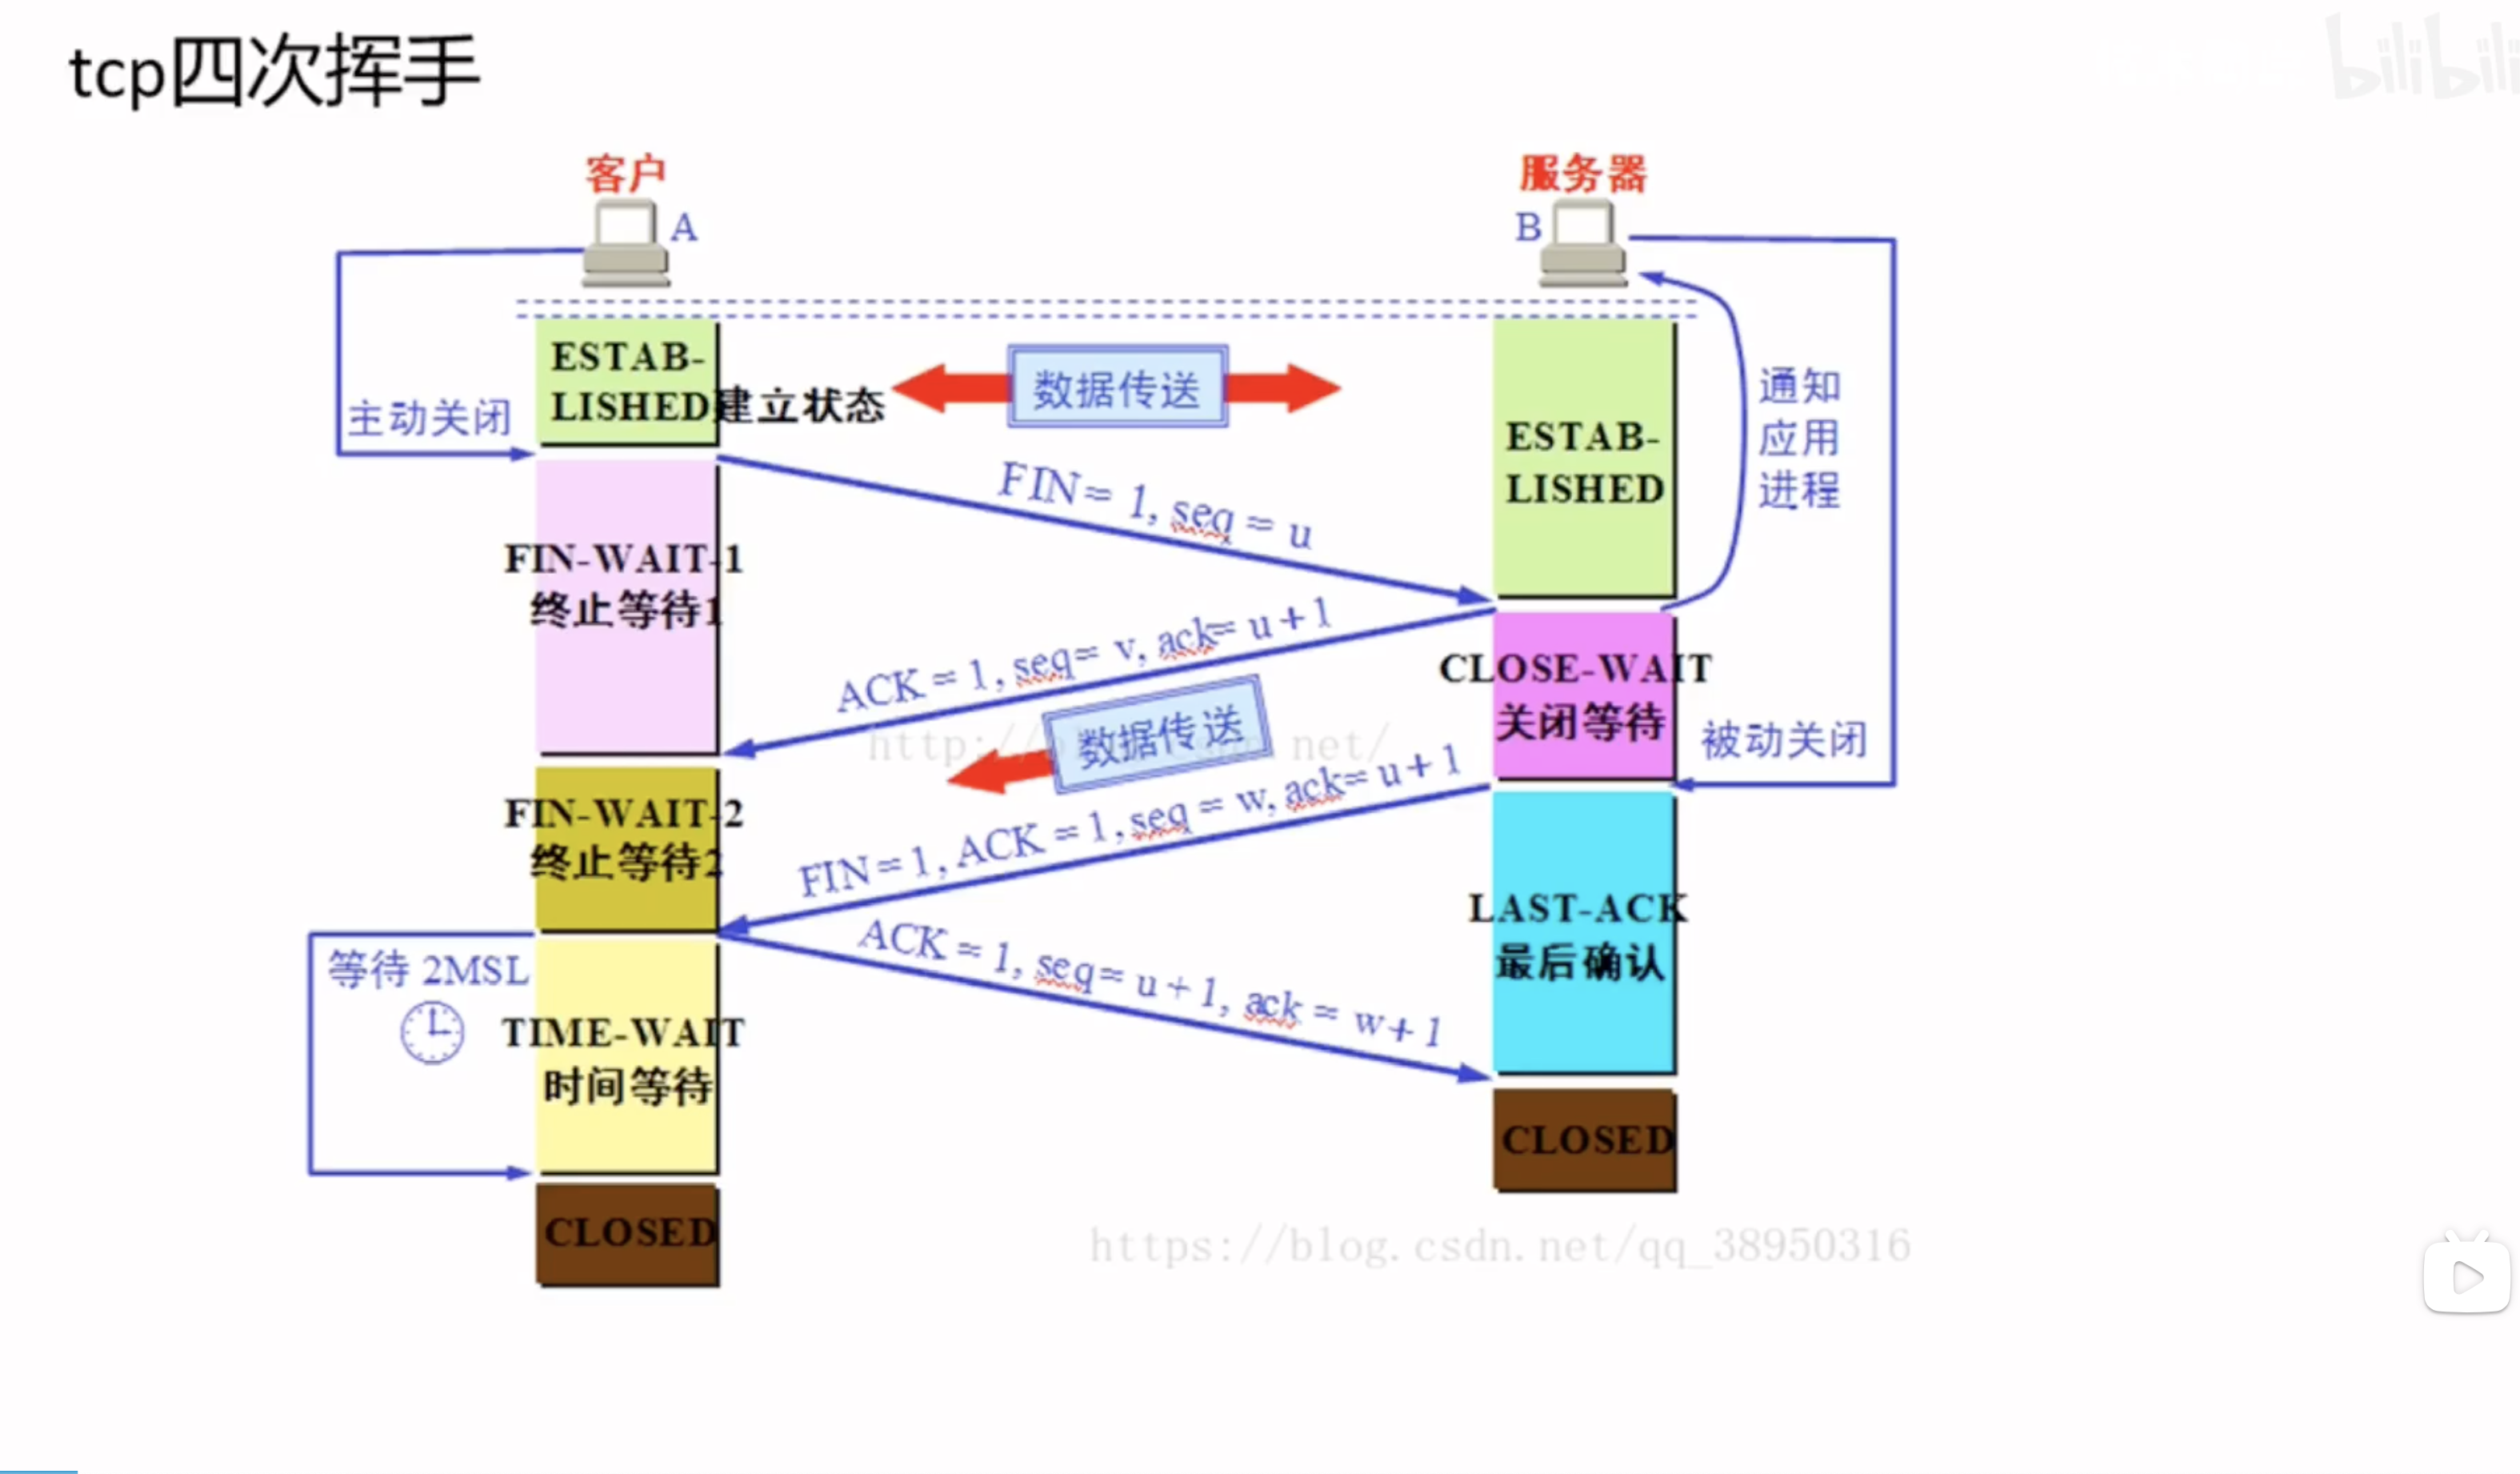 tcp四次挥手
bilibili
客户
服务器
A
B
ESTAB-
LISHED建立状态
数据传送
主动关闭
ESTAB-
LISHED
通知
应用
进程
FIN= 1, seq = u
FIN-WAIT-1
终止等待1
ACK = 1, seq= v, ack= u + 1
CLOSE-WAIT
关闭等待
数据传送
被动关闭
FIN-WAIT-2
终止等待2
FIN= 1, ACK = 1, seq = w, ack= u + 1
LAST-ACK
最后确认
ACK = 1, seq= u + 1, ack = w+ 1
等待 2MSL
TIME-WAIT
时间等待
CLOSED
CLOSED
https://blog.csdn.net/qq_38950316